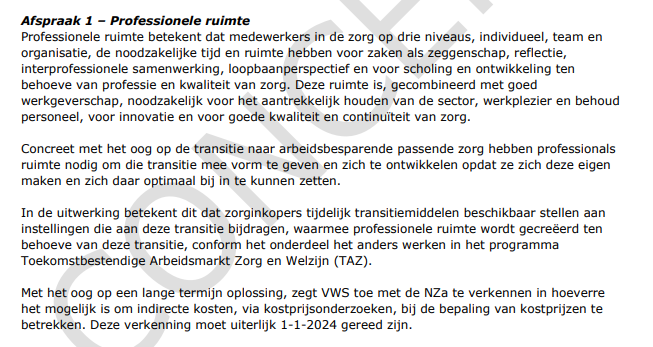 Afspraak 1 – Professionele ruimte
Professionele ruimte betekent dat medewerkers in de zorg op drie niveaus, individueel, team en
organisatie, de noodzakelijke tijd en ruimte hebben voor zaken als zeggenschap, reflectie,
interprofessionele samenwerking, loopbaanperspectief en voor scholing en ontwikkeling ten
behoeve van professie en kwaliteit van zorg. Deze ruimte is, gecombineerd met goed
werkgeverschap, noodzakelijk voor het aantrekkelijk houden van de sector, werkplezier en behoud
personeel, voor innovatie en voor goede kwaliteit en continuïteit van zorg.
Concreet met het oog op de transitie naar arbeidsbesparende passende zorg hebben professionals
ruimte nodig om die transitie mee vorm te geven en zich te ontwikkelen opdat ze zich deze eigen
maken en zich daar optimaal bij in te kunnen zetten.
In de uitwerking betekent dit dat zorginkopers tijdelijk transitiemiddelen beschikbaar stellen aan
instellingen die aan deze transitie bijdragen, waarmee professionele ruimte wordt gecreëerd ten
behoeve van deze transitie, conform het onderdeel het anders werken in het programma
Toekomstbestendige Arbeidsmarkt Zorg en Welzijn (TAZ).
Met het oog op een lange termijn oplossing, zegt VWS toe met de NZa te verkennen in hoeverre
het mogelijk is om indirecte kosten, via kostprijsonderzoeken, bij de bepaling van kostprijzen te
betrekken. Deze verkenning moet uiterlijk 1-1-2024 gereed zijn.
CONCE